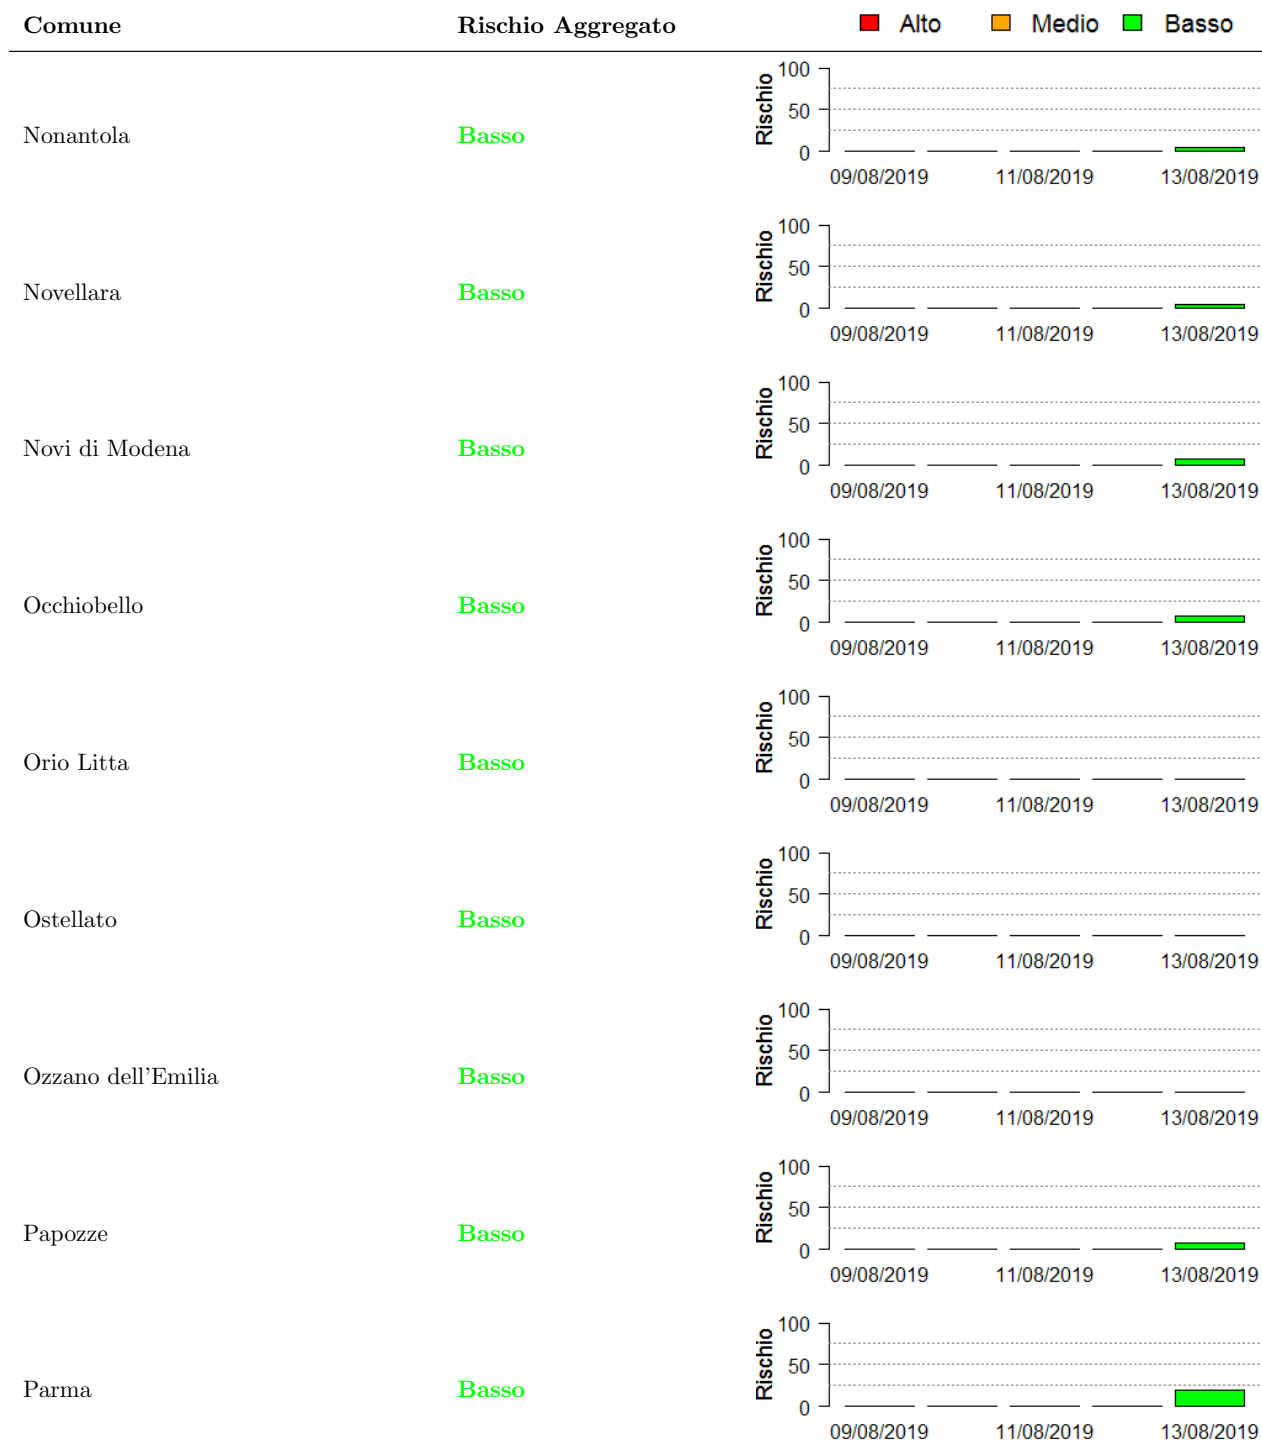 Comune Rischio Aggregato Alto Medio Basso
100
50
0
Rischio
Nonantola Basso
09/08/2019 11/08/2019 13/08/2019
100
50
0
Rischio
Novellara Basso
09/08/2019 11/08/2019 13/08/2019
100
50
0
Rischio
Novi di Modena Basso
09/08/2019 11/08/2019 13/08/2019
100
50
0
Rischio
Occhiobello Basso
09/08/2019 11/08/2019 13/08/2019
100
50
0
Rischio
Orio Litta Basso
09/08/2019 11/08/2019 13/08/2019
100
50
0
Rischio
Ostellato Basso
09/08/2019 11/08/2019 13/08/2019
100
50
0
Rischio
Ozzano dell'Emilia Basso
09/08/2019 11/08/2019 13/08/2019
100
50
0
Rischio
Papozze Basso
09/08/2019 11/08/2019 13/08/2019
100
50
0
Rischio
Parma Basso
09/08/2019 11/08/2019 13/08/2019